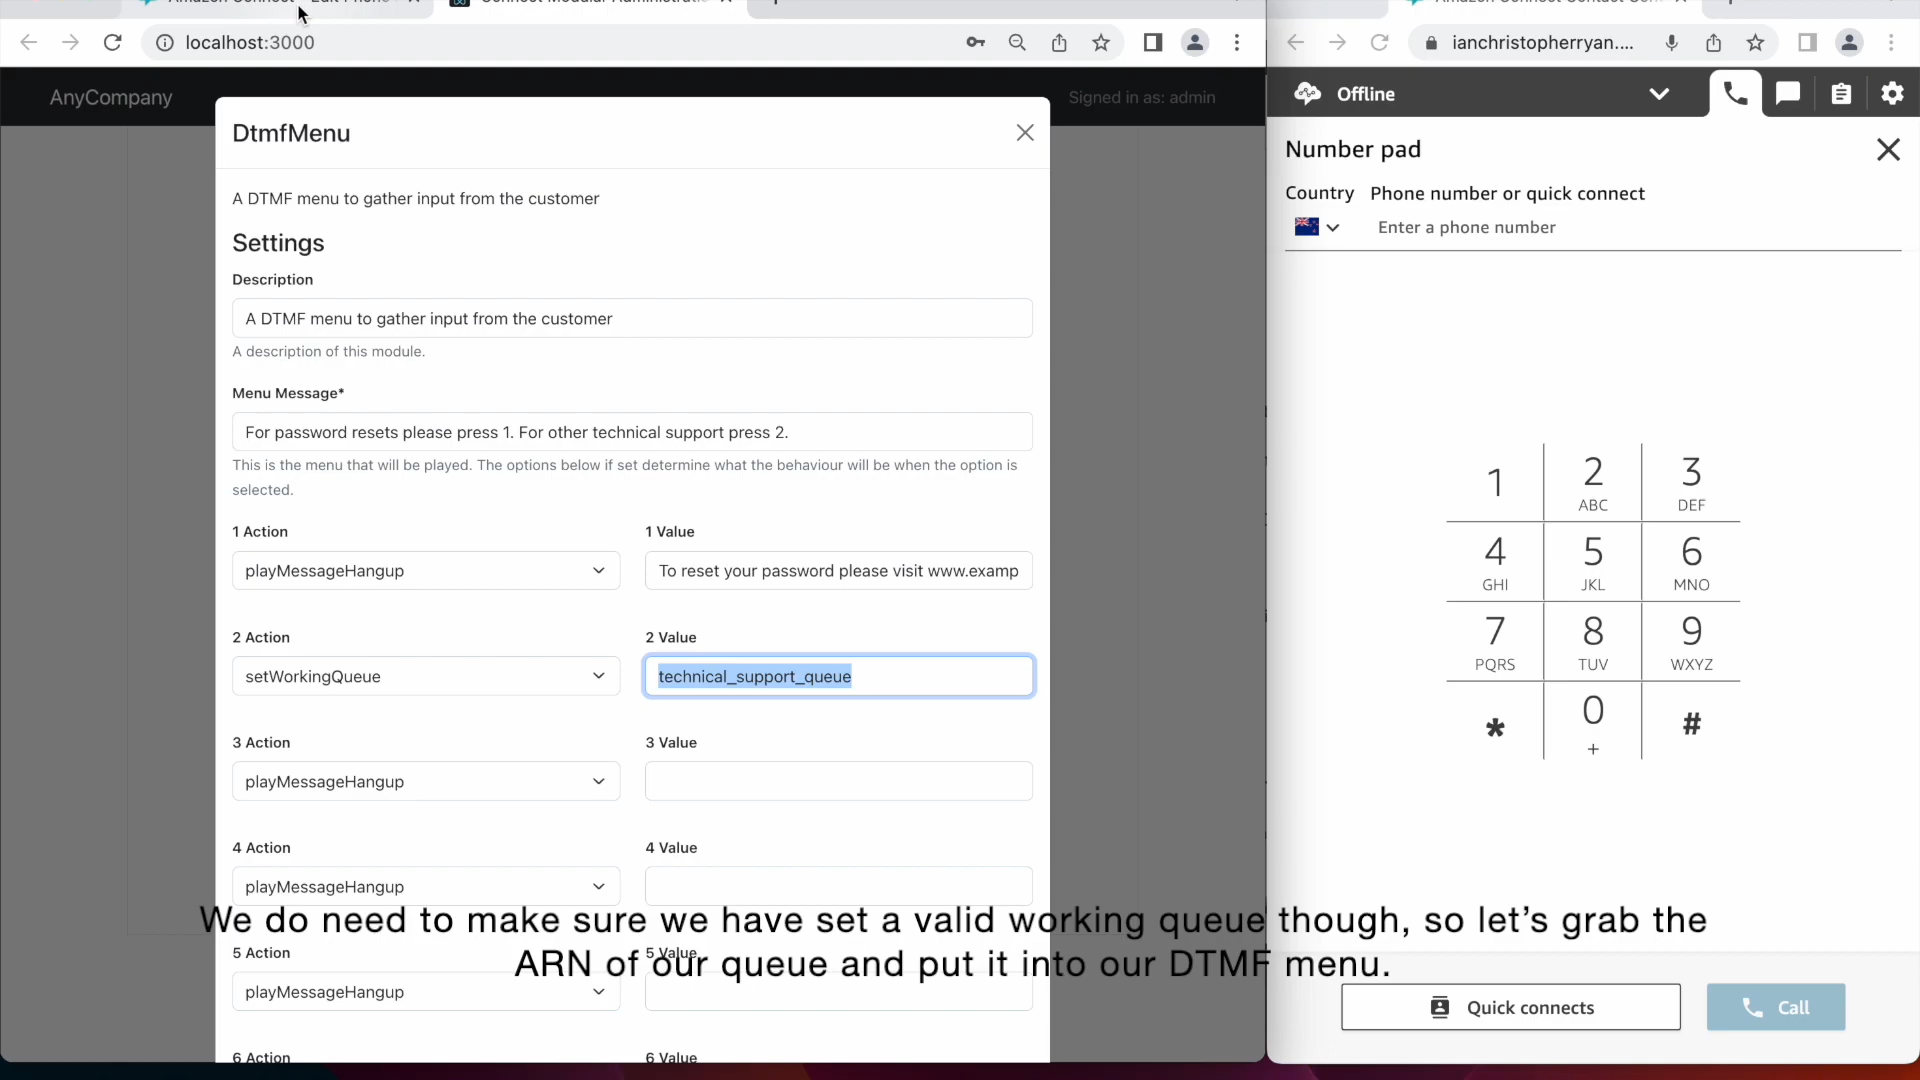 localhost:3000
ianchristopherryan....
AnyCompany
Signed in as: admin
DtmfMenu
A DTMF menu to gather input from the customer
Settings
Description
A DTMF menu to gather input from the customer
A description of this module.
Menu Message*
For password resets please press 1. For other technical support press 2.
This is the menu that will be played. The options below if set determine what the behaviour will be when the option is
selected.
1 Action
1 Value
playMessageHangup
To reset your password please visit www.examp
2 Action
2 Value
setWorkingQueue
technical_support_queue
3 Action
3 Value
playMessageHangup
4 Action
4 Value
playMessageHangup
5 Action
5 Value
playMessageHangup
6 Action
6 Value
We do need to make sure we have set a valid working queue though, so let's grab the
ARN of our queue and put it into our DTMF menu.
Offline
Number pad
Country Phone number or quick connect
Enter a phone number
1 2 3
ABC DEF
4 5 6
GHI JKL MNO
7 8 9
PQRS TUV WXYZ
* 0 #
+
Quick connects
Call